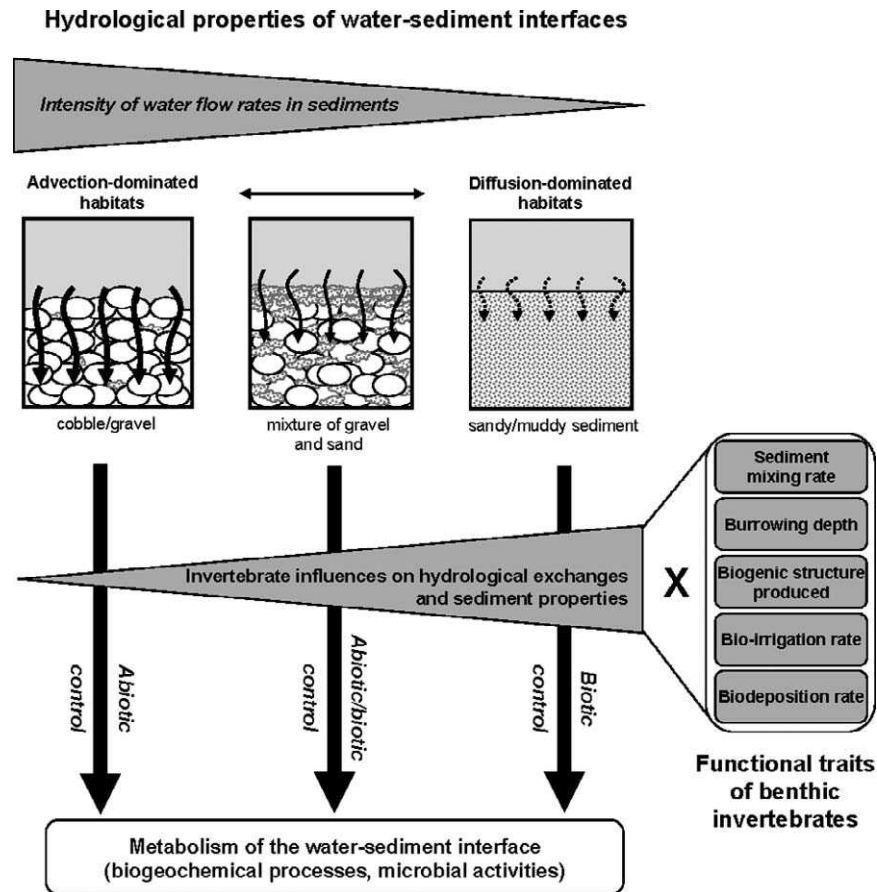 Hydrological properties of water-sediment interfaces
Intensity of water flow rates in sediments
Advection-dominated
habitats
Diffusion-dominated
habitats
cobble/gravel
mixture of gravel
and sand
sandy/muddy sediment
Sediment
mixing rate
Burrowing depth
Biogenic structure
produced
Bio-irrigation rate
Biodeposition rate
Invertebrate influences on hydrological exchanges
and sediment properties
X
Abiotic
control
Abiotic/biotic
control
Biotic
control
Functional traits
of benthic
invertebrates
Metabolism of the water-sediment interface
(biogeochemical processes, microbial activities)